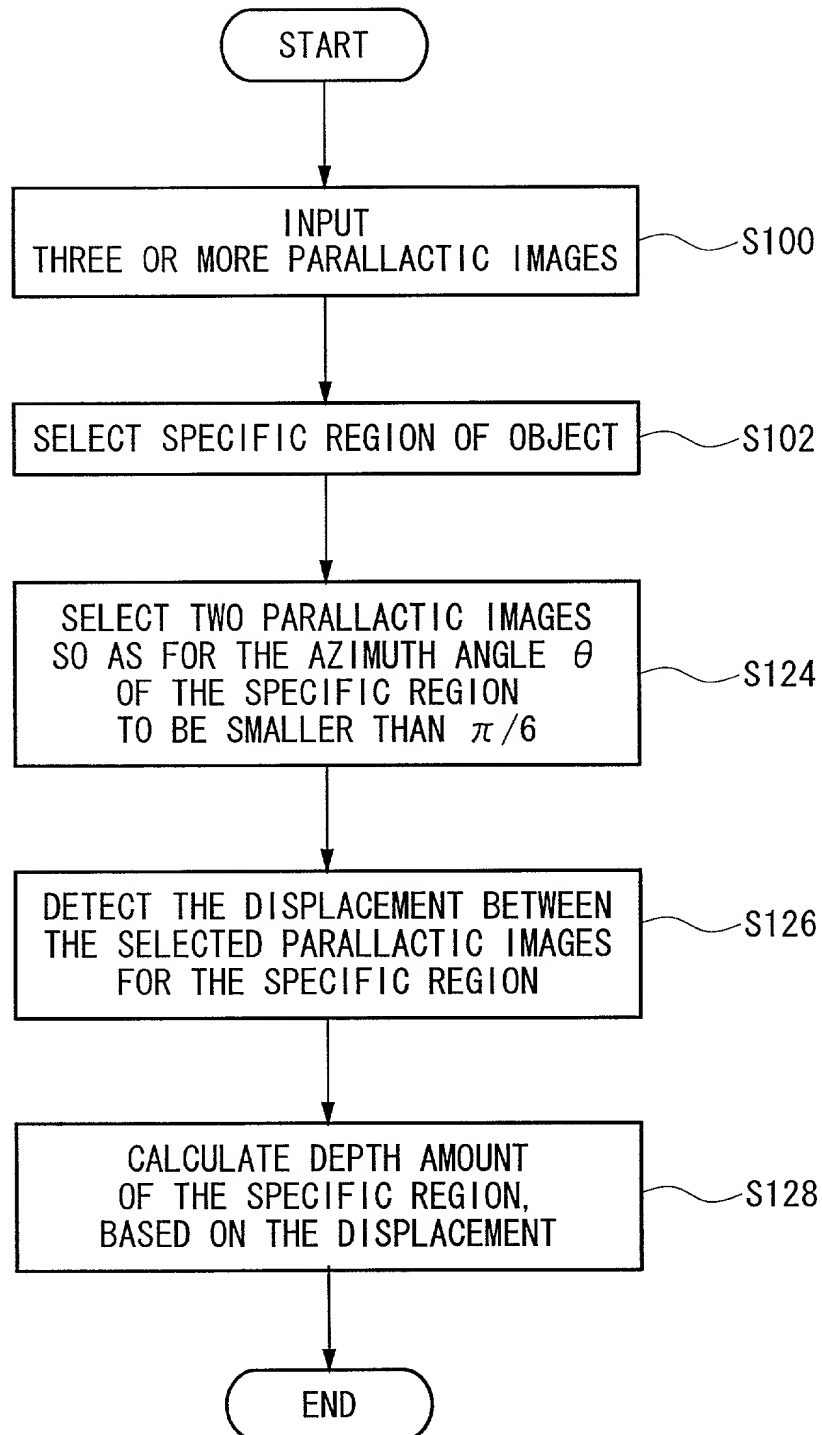 START
INPUT
THREE OR MORE PARALLACTIC IMAGES
S100
SELECT SPECIFIC REGION OF OBJECT
S102
SELECT TWO PARALLACTIC IMAGES
SO AS FOR THE AZIMUTH ANGLE θ
OF THE SPECIFIC REGION
TO BE SMALLER THAN π/6
S124
DETECT THE DISPLACEMENT BETWEEN
THE SELECTED PARALLACTIC IMAGES
FOR THE SPECIFIC REGION
S126
CALCULATE DEPTH AMOUNT
OF THE SPECIFIC REGION,
BASED ON THE DISPLACEMENT
S128
END